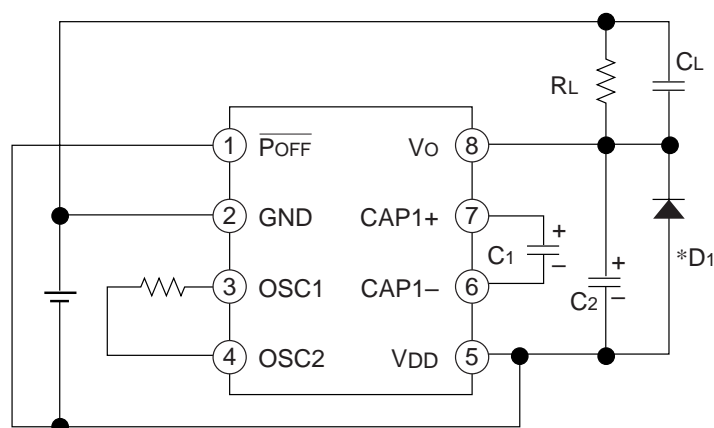 CL
RL
1 POFF VO 8
2 GND CAP1+ 7
+
C1
–
*D1
3 OSC1 CAP1– 6
+
C2
–
4 OSC2 VDD 5